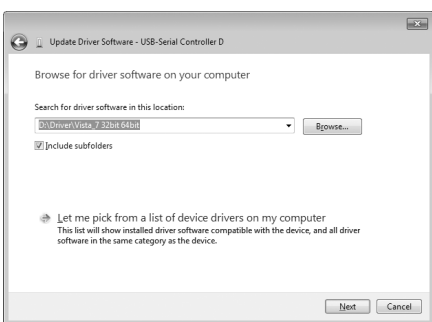 Update Driver Software - USB-Serial Controller D
Browse for driver software on your computer
Search for driver software in this location:
D:\Driver\Vista_7 32bit 64bit
Browse...
Include subfolders
Let me pick from a list of device drivers on my computer
This list will show installed driver software compatible with the device, and all driver
software in the same category as the device.
Next Cancel